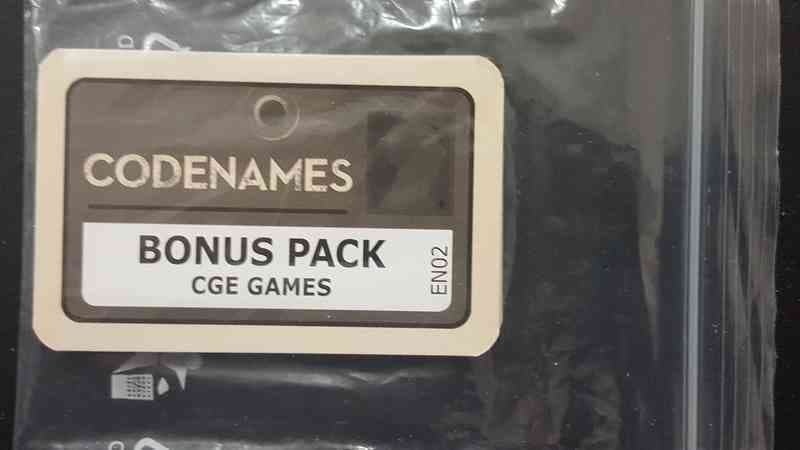 CODENAMES
BONUS PACK
CGE GAMES
EN02